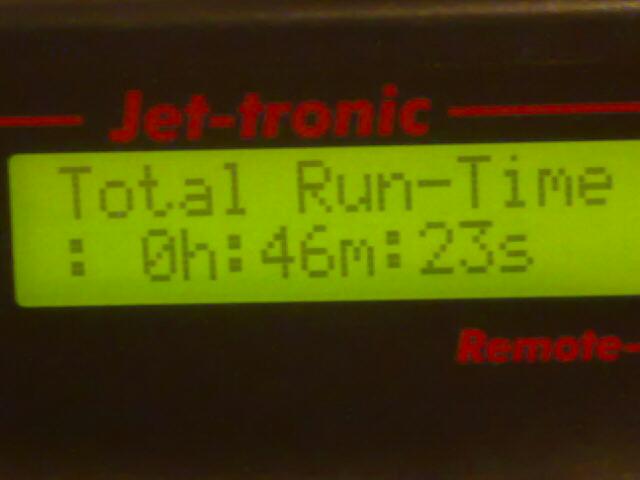 Jet-tronic
Total Run-Time
: 0h:46m:23s
Remote-